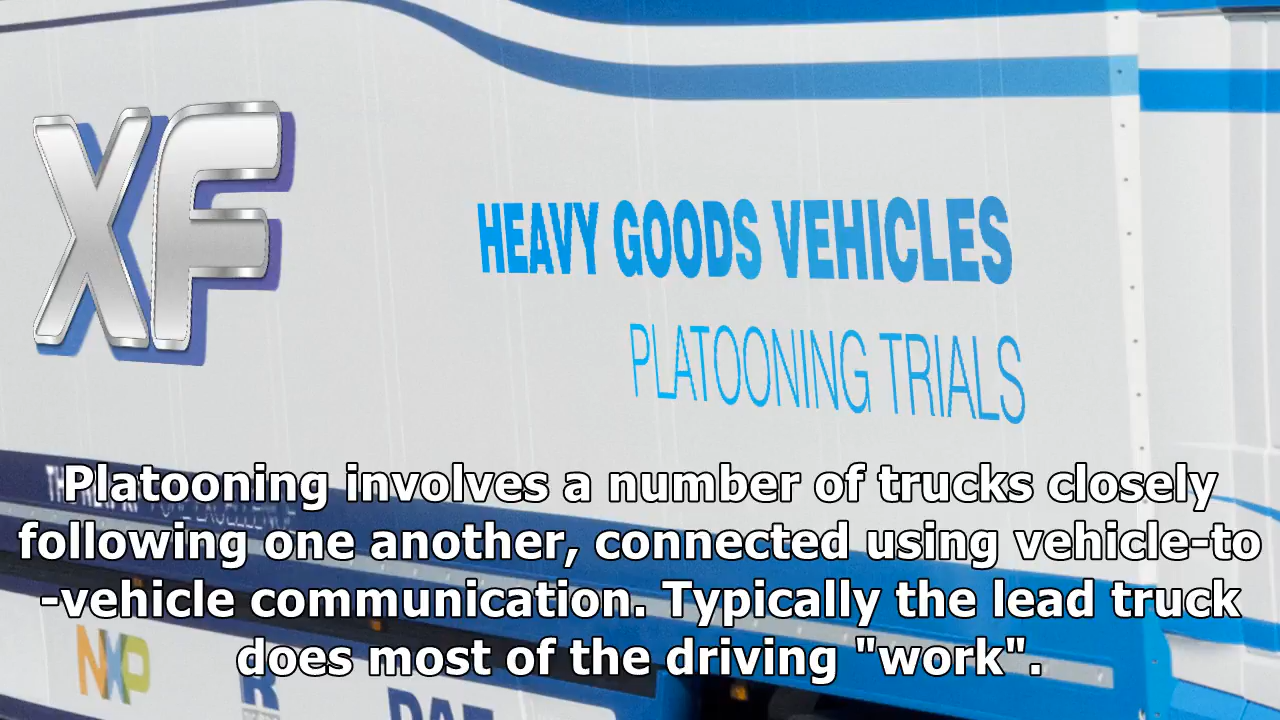 XF
HEAVY GOODS VEHICLES
PLATOONING TRIALS
Platooning involves a number of trucks closely
following one another, connected using vehicle-to
-vehicle communication. Typically the lead truck
does most of the driving "work".
NXP
DAF